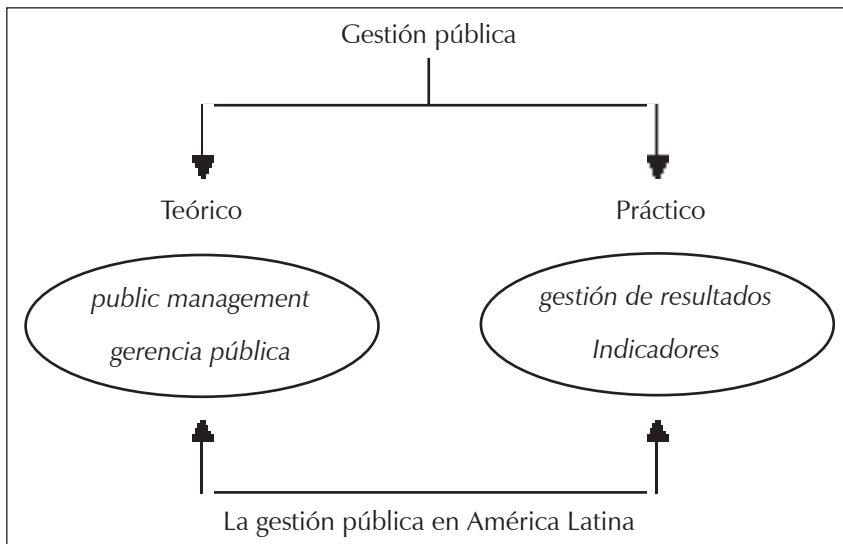 Gestión pública
Teórico
Práctico
public management
gerencia pública
gestión de resultados
Indicadores
La gestión pública en América Latina